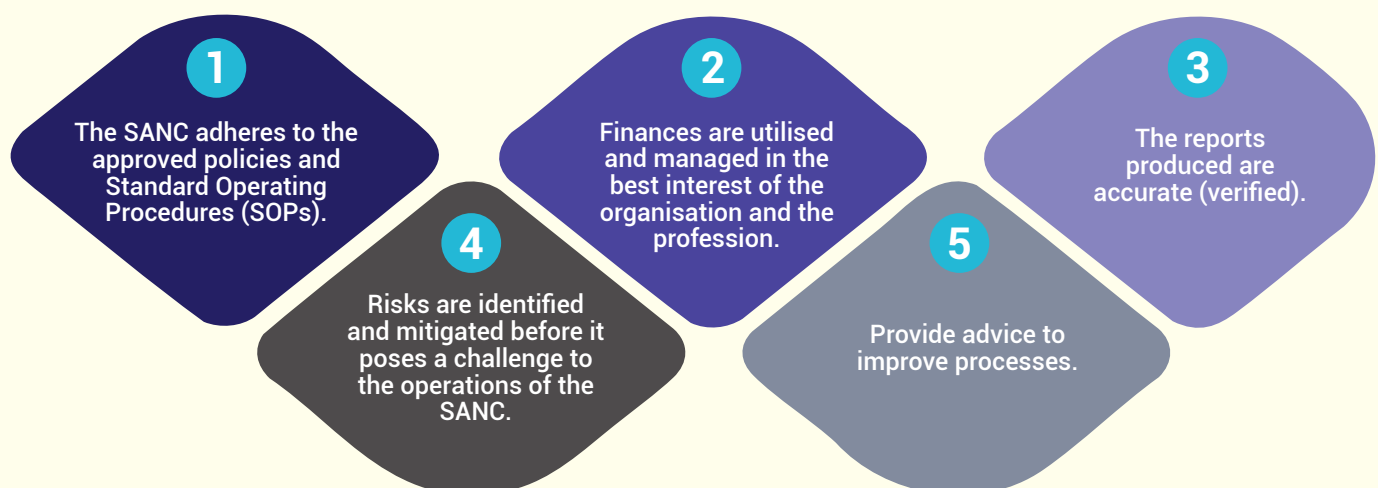 1
The SANC adheres to the
approved policies and
Standard Operating
Procedures (SOPs).
2
Finances are utilised
and managed in the
best interest of the
organisation and the
profession.
3
The reports
produced are
accurate (verified).
4
Risks are identified
and mitigated before it
poses a challenge to
the operations of the
SANC.
5
Provide advice to
improve processes.